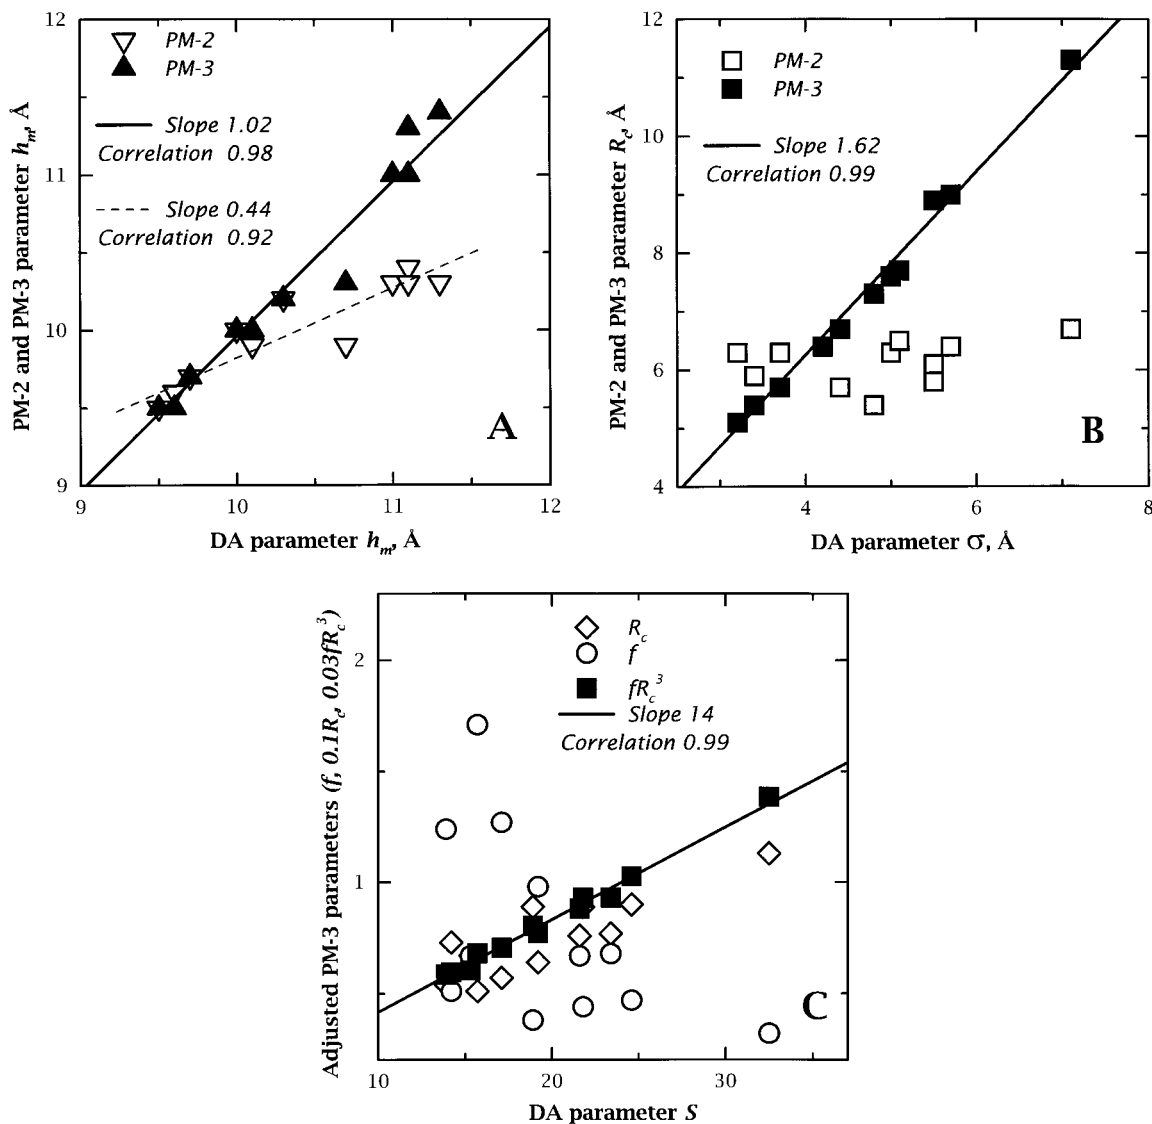 PM-2 and PM-3 parameter hm, Å
12
11
10
9
PM-2
PM-3
Slope 1.02
Correlation 0.98
Slope 0.44
Correlation 0.92
A
9 10 11 12
DA parameter hm, Å
PM-2 and PM-3 parameter Rc, Å
12
10
8
6
4
PM-2
PM-3
Slope 1.62
Correlation 0.99
B
4 6 8
DA parameter σ, Å
Adjusted PM-3 parameters (f, 0.1Rc, 0.03fRc³)
2
1
Rc
f
fRc³
Slope 14
Correlation 0.99
C
10 20 30
DA parameter S